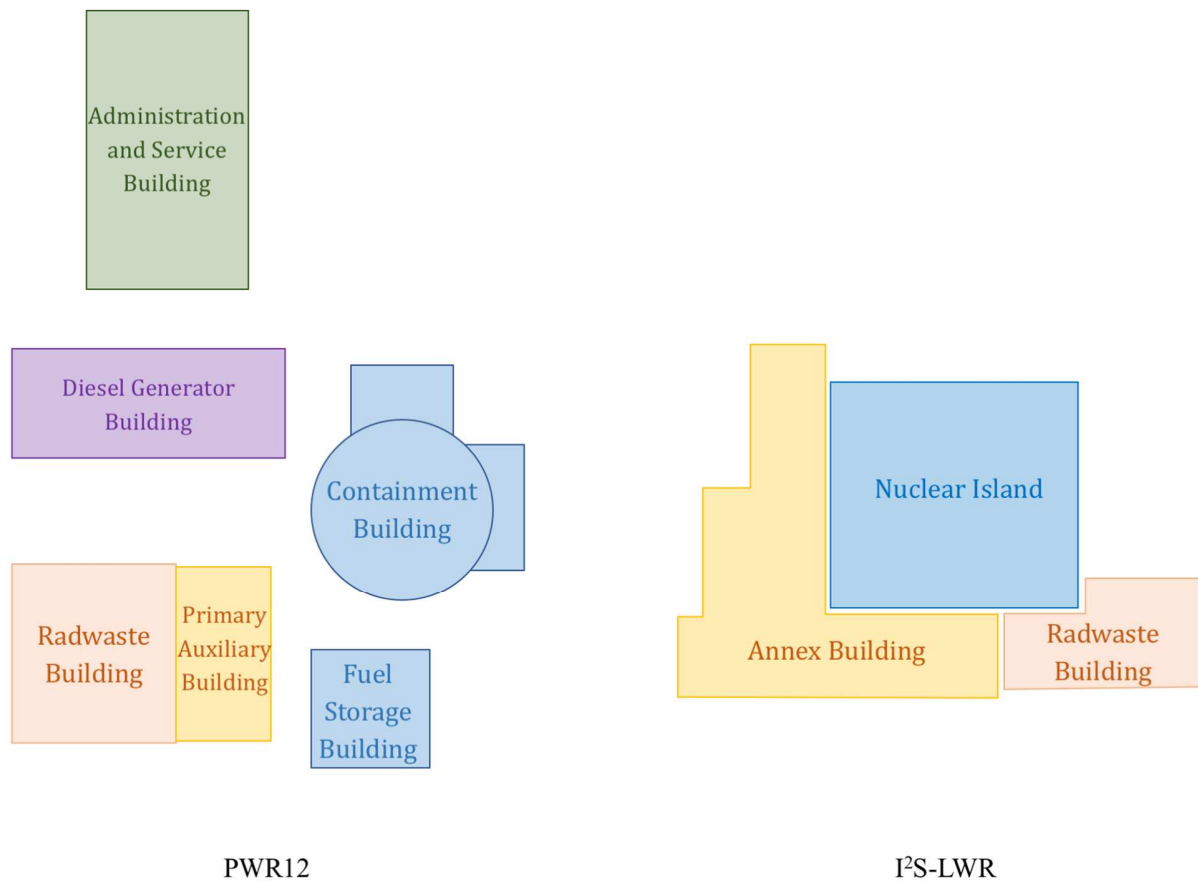 Administration
and Service
Building
Diesel Generator
Building
Containment
Building
Radwaste
Building
Primary
Auxiliary
Building
Fuel
Storage
Building
PWR12
Nuclear Island
Annex Building
Radwaste
Building
I²S-LWR